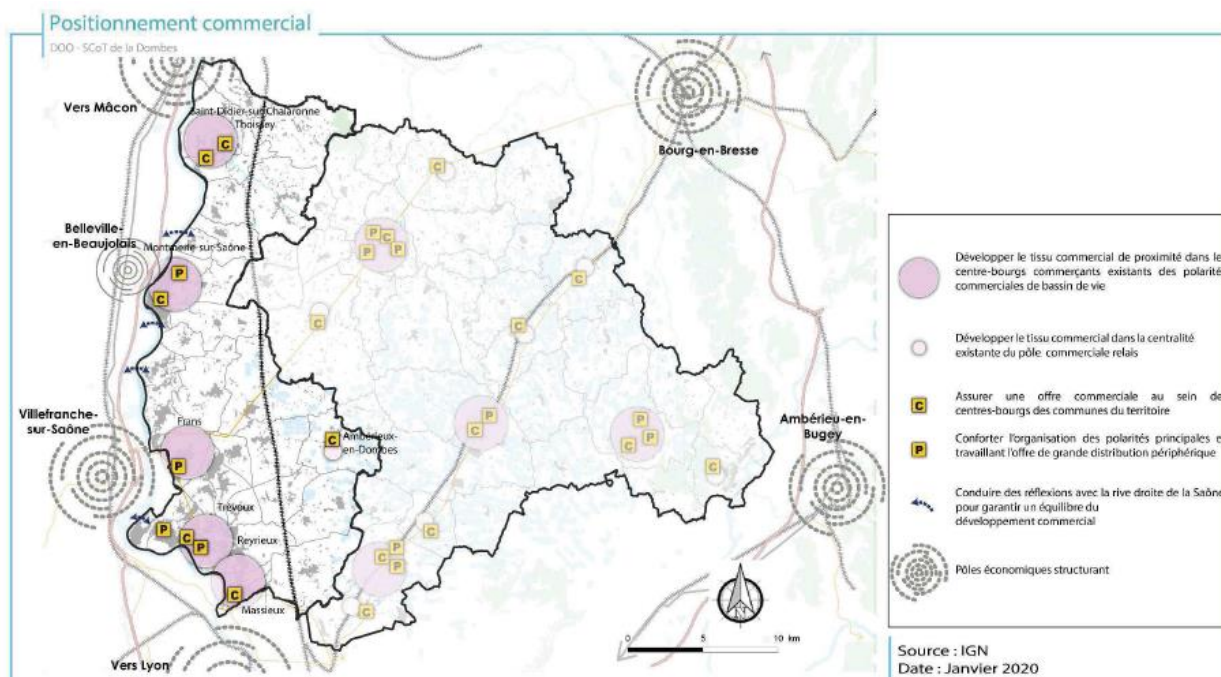 Positionnement commercial
DOO - SCoT de la Dombes
Vers Mâcon
Saint-Didier-sur-Chalaronne
Thoissey
Bourg-en-Bresse
Belleville-
en-Beaujolais
Montmerle-sur-Saône
Villefranche-
sur-Saône
Frans
Ambérieux-
en-Dombes
Ambérieu-en-
Bugey
Trévoux
Reyrieux
Massieux
Vers Lyon
C
C
C
P
C
P
C
P
C
P
C
C
P
C
P
C
P
P
C
C
C
P
C
P
P
C
P
C
C
P
C
P
C
0 5 10 km
Développer le tissu commercial de proximité dans le
centre-bourgs commerçants existants des polarité
commerciales de bassin de vie
Développer le tissu commercial dans la centralité
existante du pôle commerciale relais
C Assurer une offre commerciale au sein de
centres-bourgs des communes du territoire
P Conforter l'organisation des polarités principales e
travaillant l'offre de grande distribution périphérique
Conduire des réflexions avec la rive droite de la Saône
pour garantir un équilibre du
développement commercial
Pôles économiques structurant
Source : IGN
Date : Janvier 2020